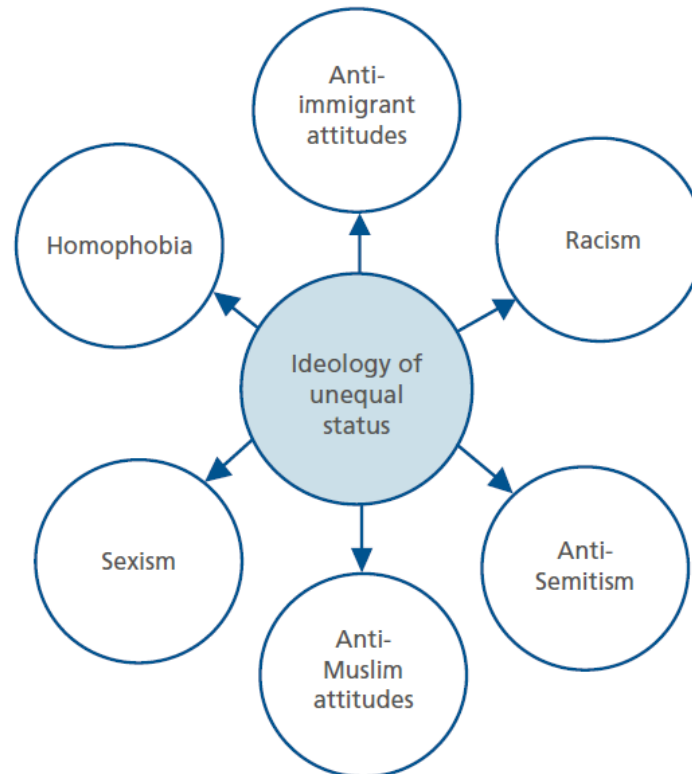 Anti-
immigrant
attitudes
Homophobia
Racism
Ideology of
unequal
status
Sexism
Anti-
Semitism
Anti-
Muslim
attitudes